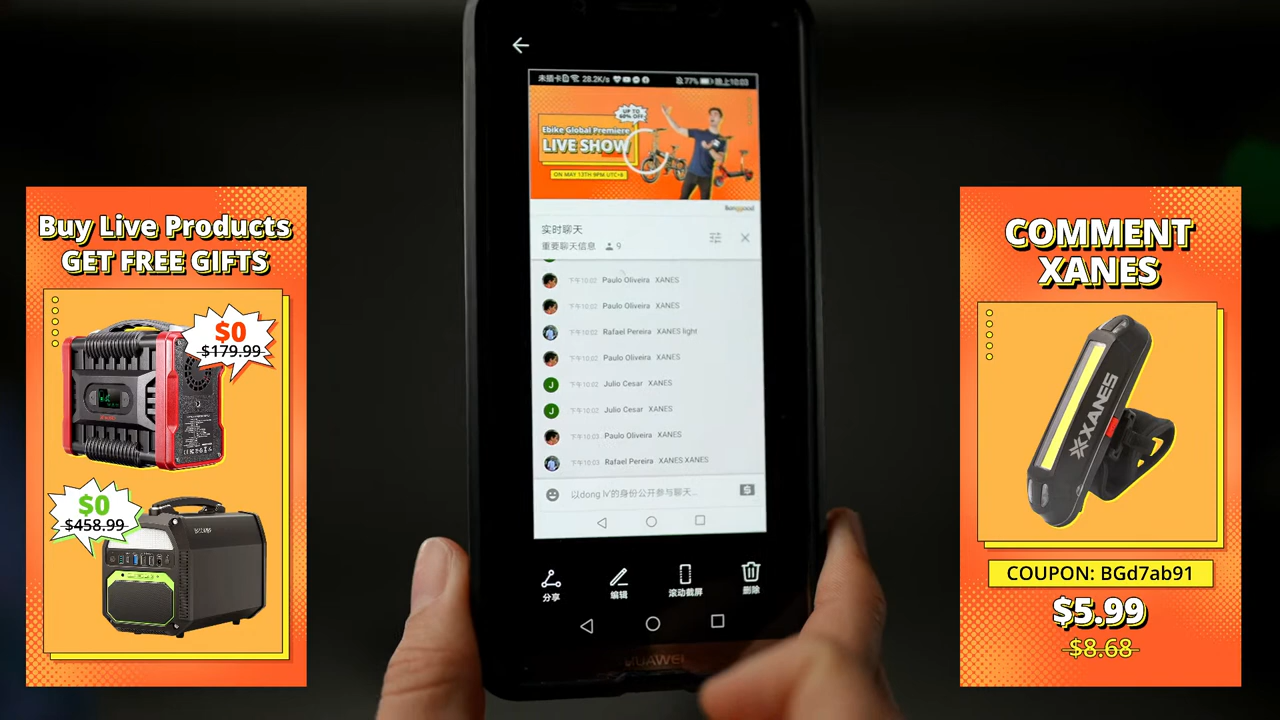 Buy Live Products
GET FREE GIFTS
$0
$179.99
$0
$458.99
未插卡 28.2K/s 77% 晚上10:03
UP TO
60% OFF
Ebike Global Premiere
LIVE SHOW
ON MAY 13TH 9PM UTC+8
Banggood
实时聊天
重要聊天信息 9
下午10:02 Paulo Oliveira XANES
下午10:02 Paulo Oliveira XANES
下午10:02 Rafael Pereira XANES light
下午10:02 Paulo Oliveira XANES
J 下午10:02 Julio Cesar XANES
J 下午10:02 Julio Cesar XANES
下午10:03 Paulo Oliveira XANES
下午10:03 Rafael Pereira XANES XANES
以dong lv'的身份公开参与聊天...
分享 编辑 滚动截屏 删除
HUAWEI
COMMENT
XANES
XANES
COUPON: BGd7ab91
$5.99
$8.68